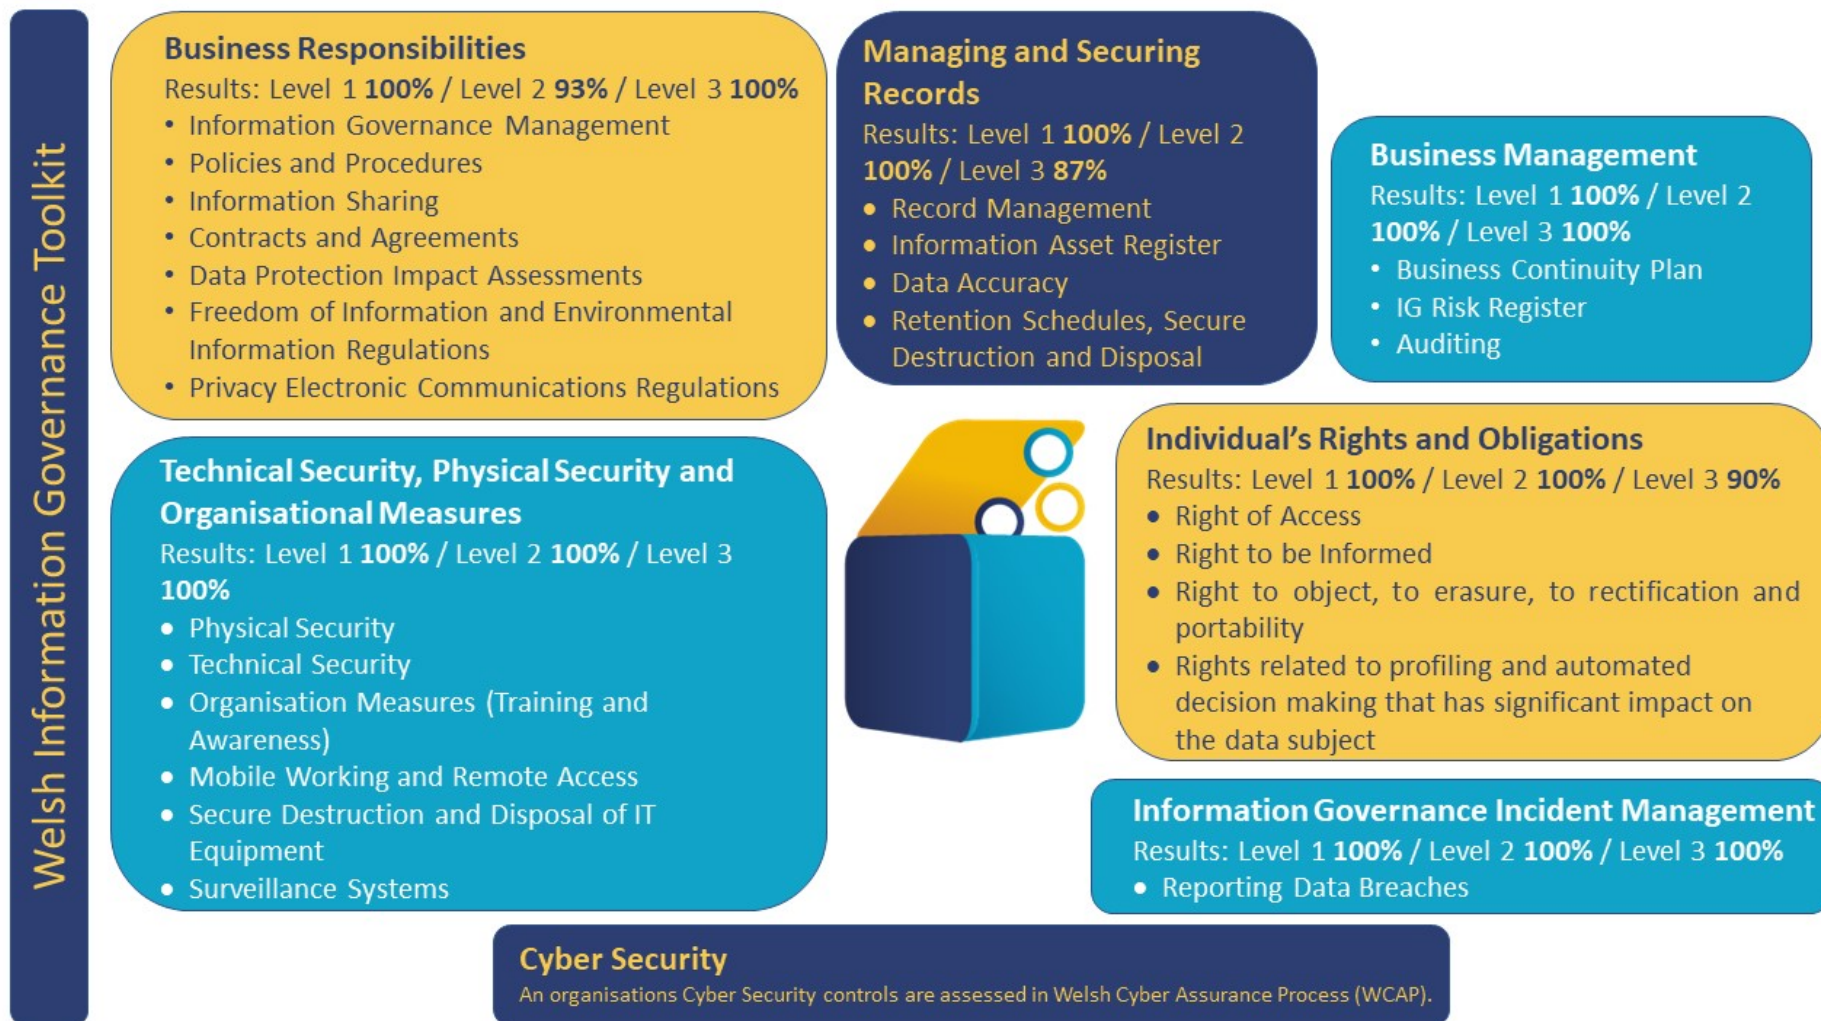 Welsh Information Governance Toolkit
Business Responsibilities
Results: Level 1 100% / Level 2 93% / Level 3 100%
• Information Governance Management
• Policies and Procedures
• Information Sharing
• Contracts and Agreements
• Data Protection Impact Assessments
• Freedom of Information and Environmental
Information Regulations
• Privacy Electronic Communications Regulations
Managing and Securing
Records
Results: Level 1 100% / Level 2
100% / Level 3 87%
• Record Management
• Information Asset Register
• Data Accuracy
• Retention Schedules, Secure
Destruction and Disposal
Business Management
Results: Level 1 100% / Level 2
100% / Level 3 100%
• Business Continuity Plan
• IG Risk Register
• Auditing
Technical Security, Physical Security and
Organisational Measures
Results: Level 1 100% / Level 2 100% / Level 3
100%
• Physical Security
• Technical Security
• Organisation Measures (Training and
Awareness)
• Mobile Working and Remote Access
• Secure Destruction and Disposal of IT
Equipment
• Surveillance Systems
Individual's Rights and Obligations
Results: Level 1 100% / Level 2 100% / Level 3 90%
• Right of Access
• Right to be Informed
• Right to object, to erasure, to rectification and
portability
• Rights related to profiling and automated
decision making that has significant impact on
the data subject
Information Governance Incident Management
Results: Level 1 100% / Level 2 100% / Level 3 100%
• Reporting Data Breaches
Cyber Security
An organisations Cyber Security controls are assessed in Welsh Cyber Assurance Process (WCAP).